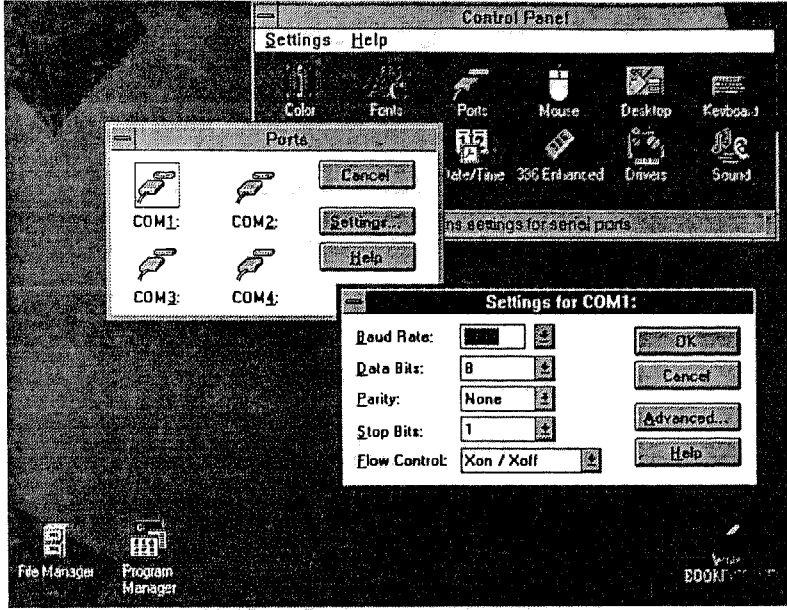 Control Panel
Settings Help
Color Fonts Ports Mouse Desktop Keyboard
Date/Time 386 Enhanced Drivers Sound
settings for serial ports
Ports
COM1: COM2:
COM3: COM4:
Cancel
Settings...
Help
Settings for COM1:
Baud Rate:
Data Bits: 8
Parity: None
Stop Bits: 1
Flow Control: Xon / Xoff
OK
Cancel
Advanced...
Help
File Manager
Program
Manager